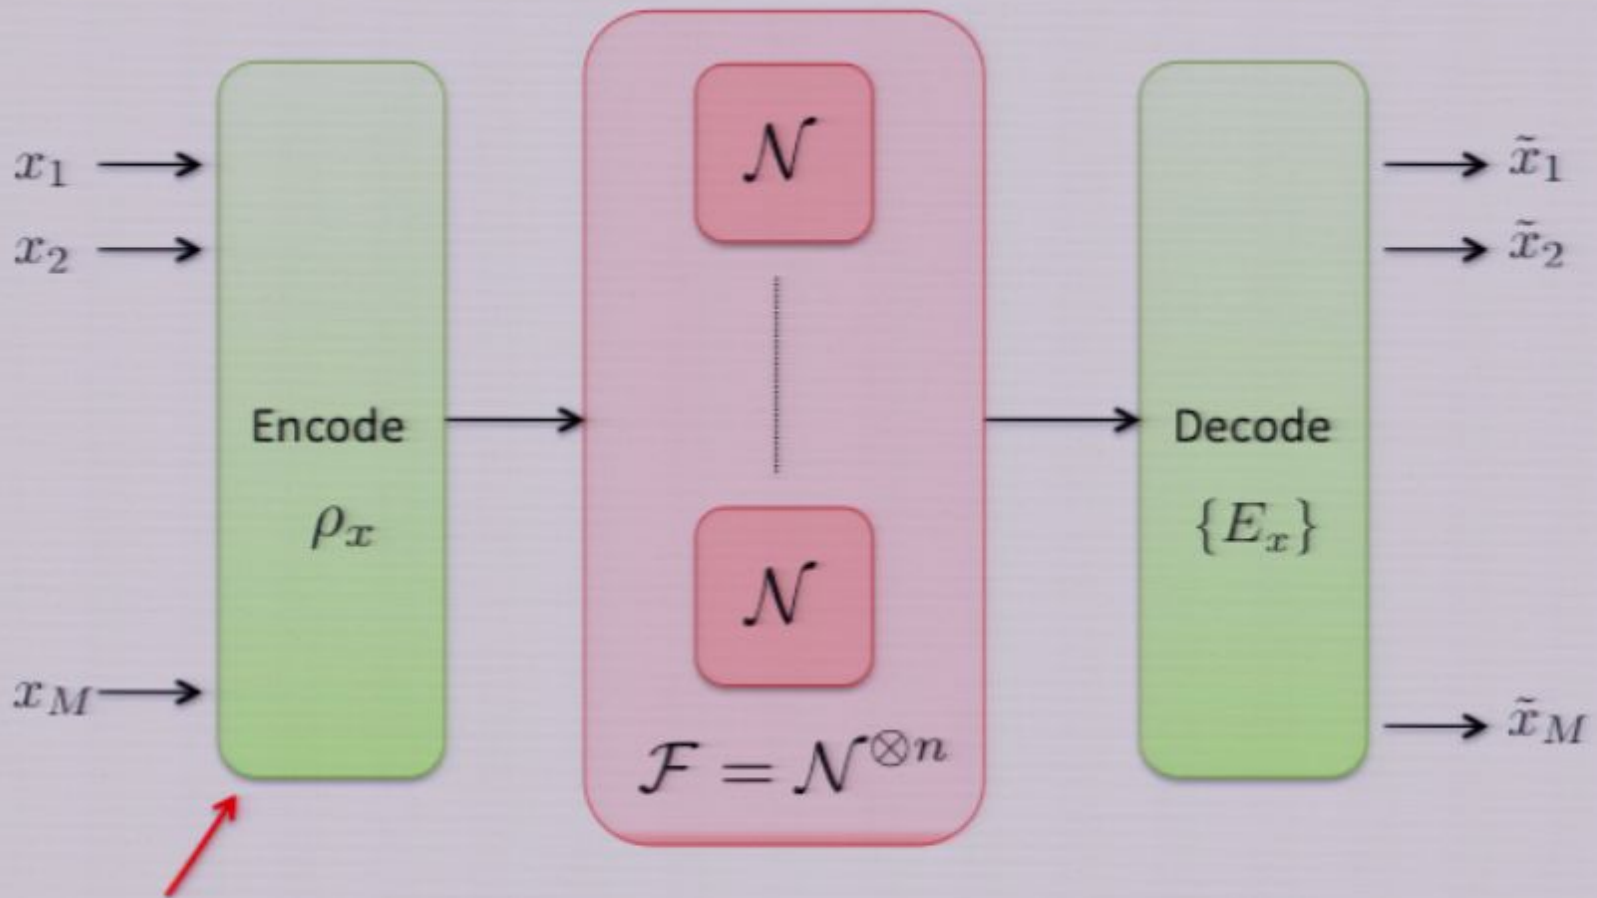 x_1
x_2
x_M
Encode
ρ_x
𝒩
𝒩
ℱ = 𝒩^{⊗n}
Decode
{E_x}
x̃_1
x̃_2
x̃_M